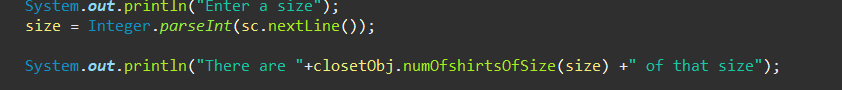 System.out.println("Enter a size");
size = Integer.parseInt(sc.nextLine());
System.out.println("There are "+closetObj.numOfshirtsOfSize(size) +" of that size");